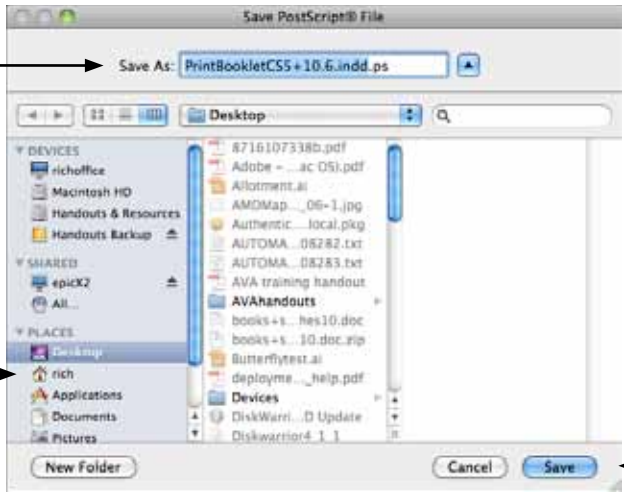 Save PostScript® File
Save As: PrintBookletCS5+10.6.indd.ps
Desktop
DEVICES
richoffice
Macintosh HD
Handouts & Resources
Handouts Backup
SHARED
epicX2
All...
PLACES
Desktop
rich
Applications
Documents
Pictures
8716107338b.pdf
Adobe – ...ac OS).pdf
Allotment.ai
AMDMap..._06-1.jpg
Authentic ...local.pkg
AUTOMA...08282.txt
AUTOMA...08283.txt
AVA training handout
AVAhandouts
books+s...hes10.doc
books+s...10.doc.zip
Butterflytest.ai
deployme..._help.pdf
Devices
DiskWarri...D Update
Diskwarrior4_1_1
New Folder
Cancel
Save